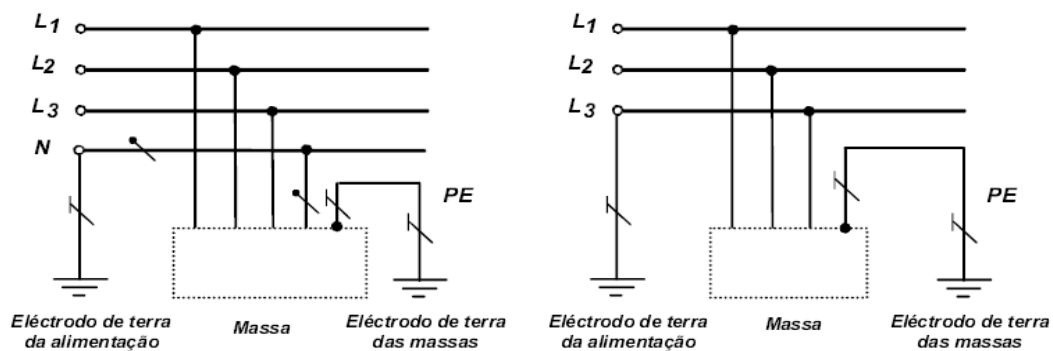 L1
L2
L3
N
PE
Eléctrodo de terra
da alimentação
Massa
Eléctrodo de terra
das massas
L1
L2
L3
PE
Eléctrodo de terra
da alimentação
Massa
Eléctrodo de terra
das massas